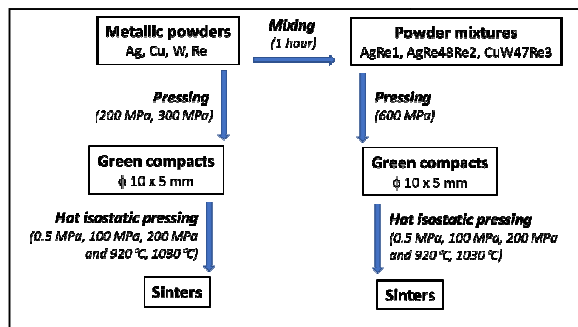 Metallic powders
Ag, Cu, W, Re
Mixing
(1 hour)
Powder mixtures
AgRe1, AgRe48Re2, CuW47Re3
Pressing
(200 MPa, 300 MPa)
Pressing
(600 MPa)
Green compacts
ϕ 10 x 5 mm
Green compacts
ϕ 10 x 5 mm
Hot isostatic pressing
(0.5 MPa, 100 MPa, 200 MPa
and 920 °C, 1030 °C)
Hot isostatic pressing
(0.5 MPa, 100 MPa, 200 MPa
and 920 °C, 1030 °C)
Sinters
Sinters